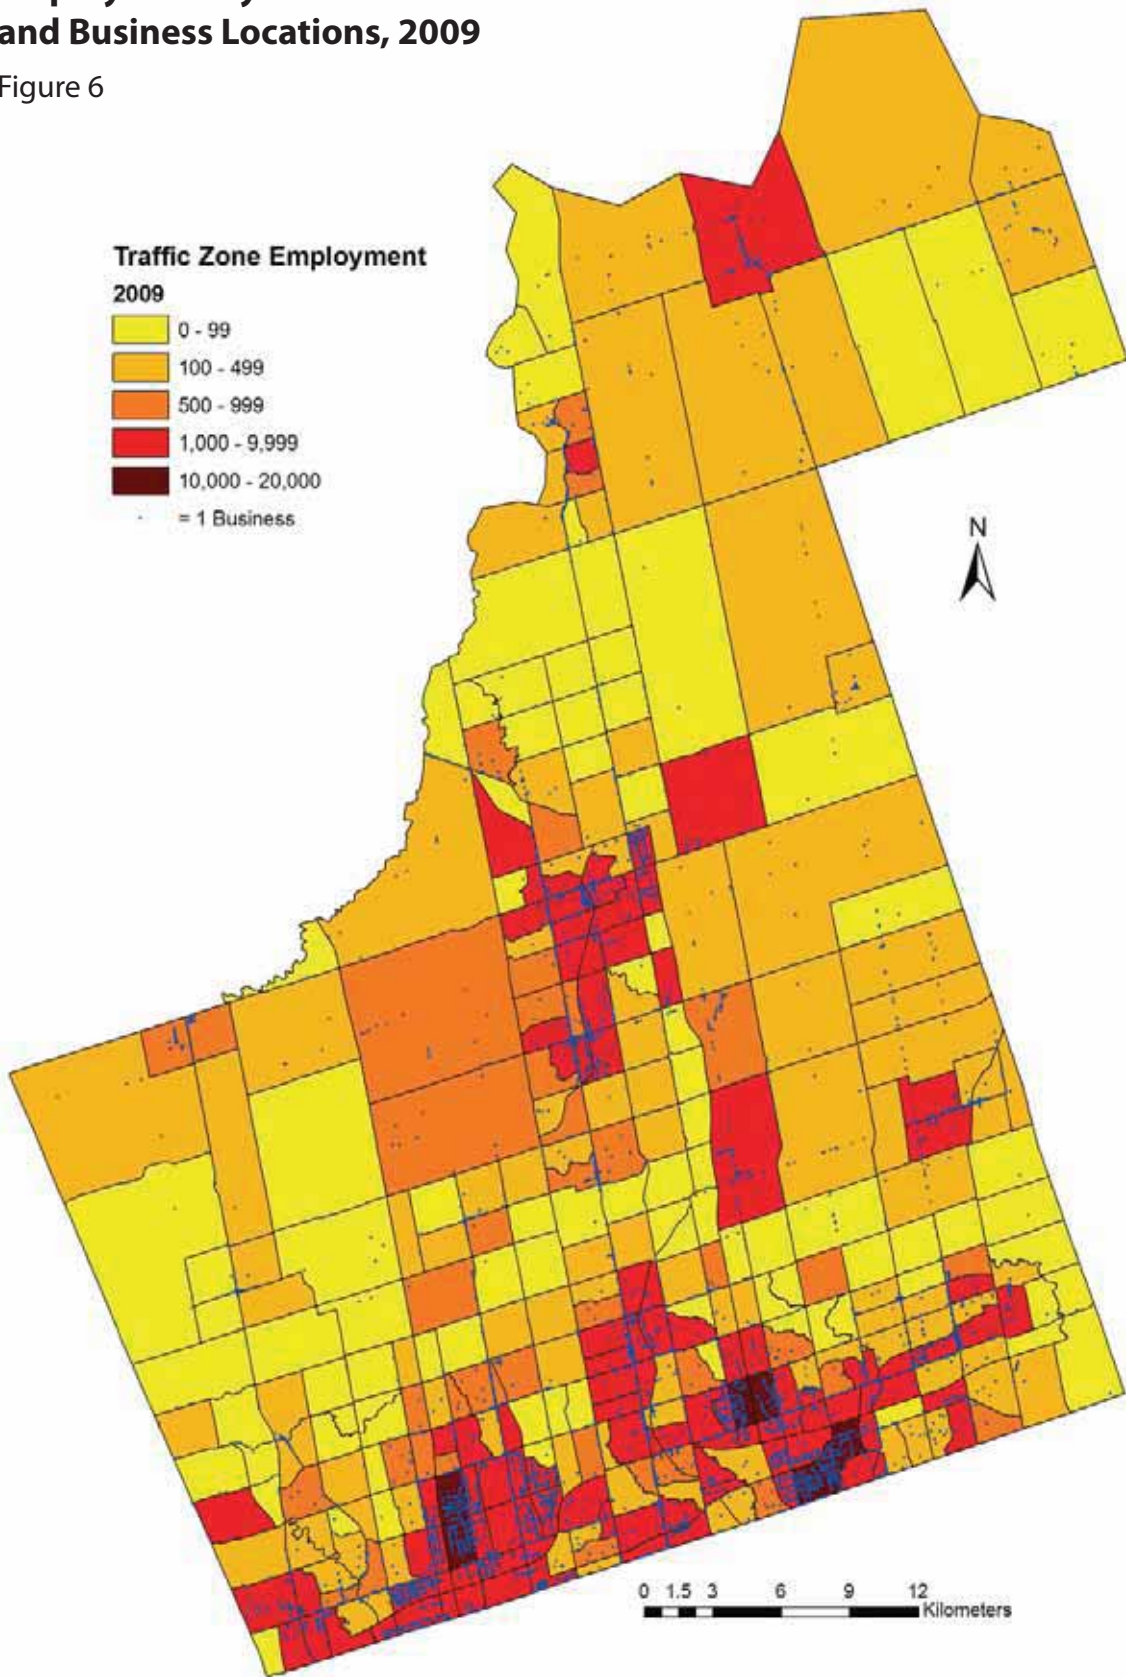 and Business Locations, 2009
Figure 6
Traffic Zone Employment
2009
0 - 99
100 - 499
500 - 999
1,000 - 9,999
10,000 - 20,000
= 1 Business
N
0 1.5 3 6 9 12
Kilometers